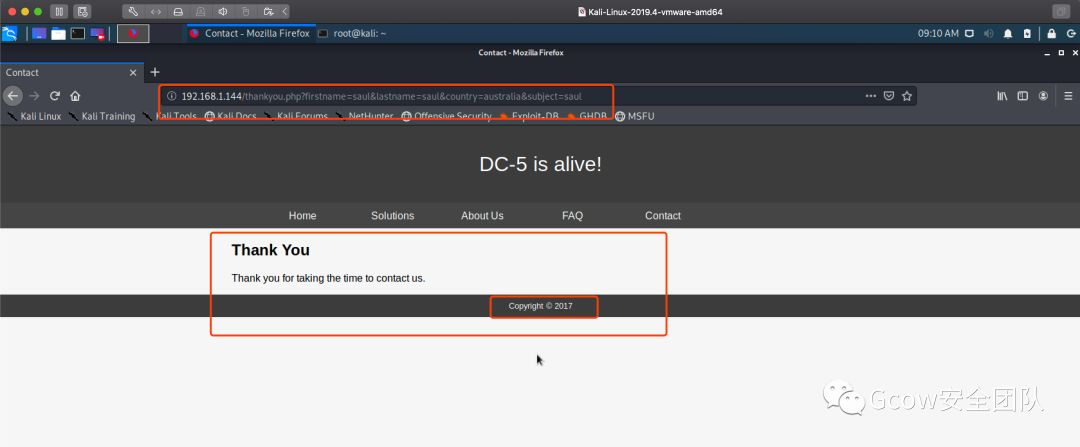 Kali-Linux-2019.4-vmware-amd64
Contact - Mozilla Firefox
root@kali: ~
09:10 AM
Contact - Mozilla Firefox
Contact
192.168.1.144/thankyou.php?firstname=saul&lastname=saul&country=australia&subject=saul
Kali Linux Kali Training Kali Tools Kali Docs Kali Forums NetHunter Offensive Security Exploit-DB GHDB MSFU
DC-5 is alive!
Home Solutions About Us FAQ Contact
Thank You
Thank you for taking the time to contact us.
Copyright © 2017
Gcow安全团队